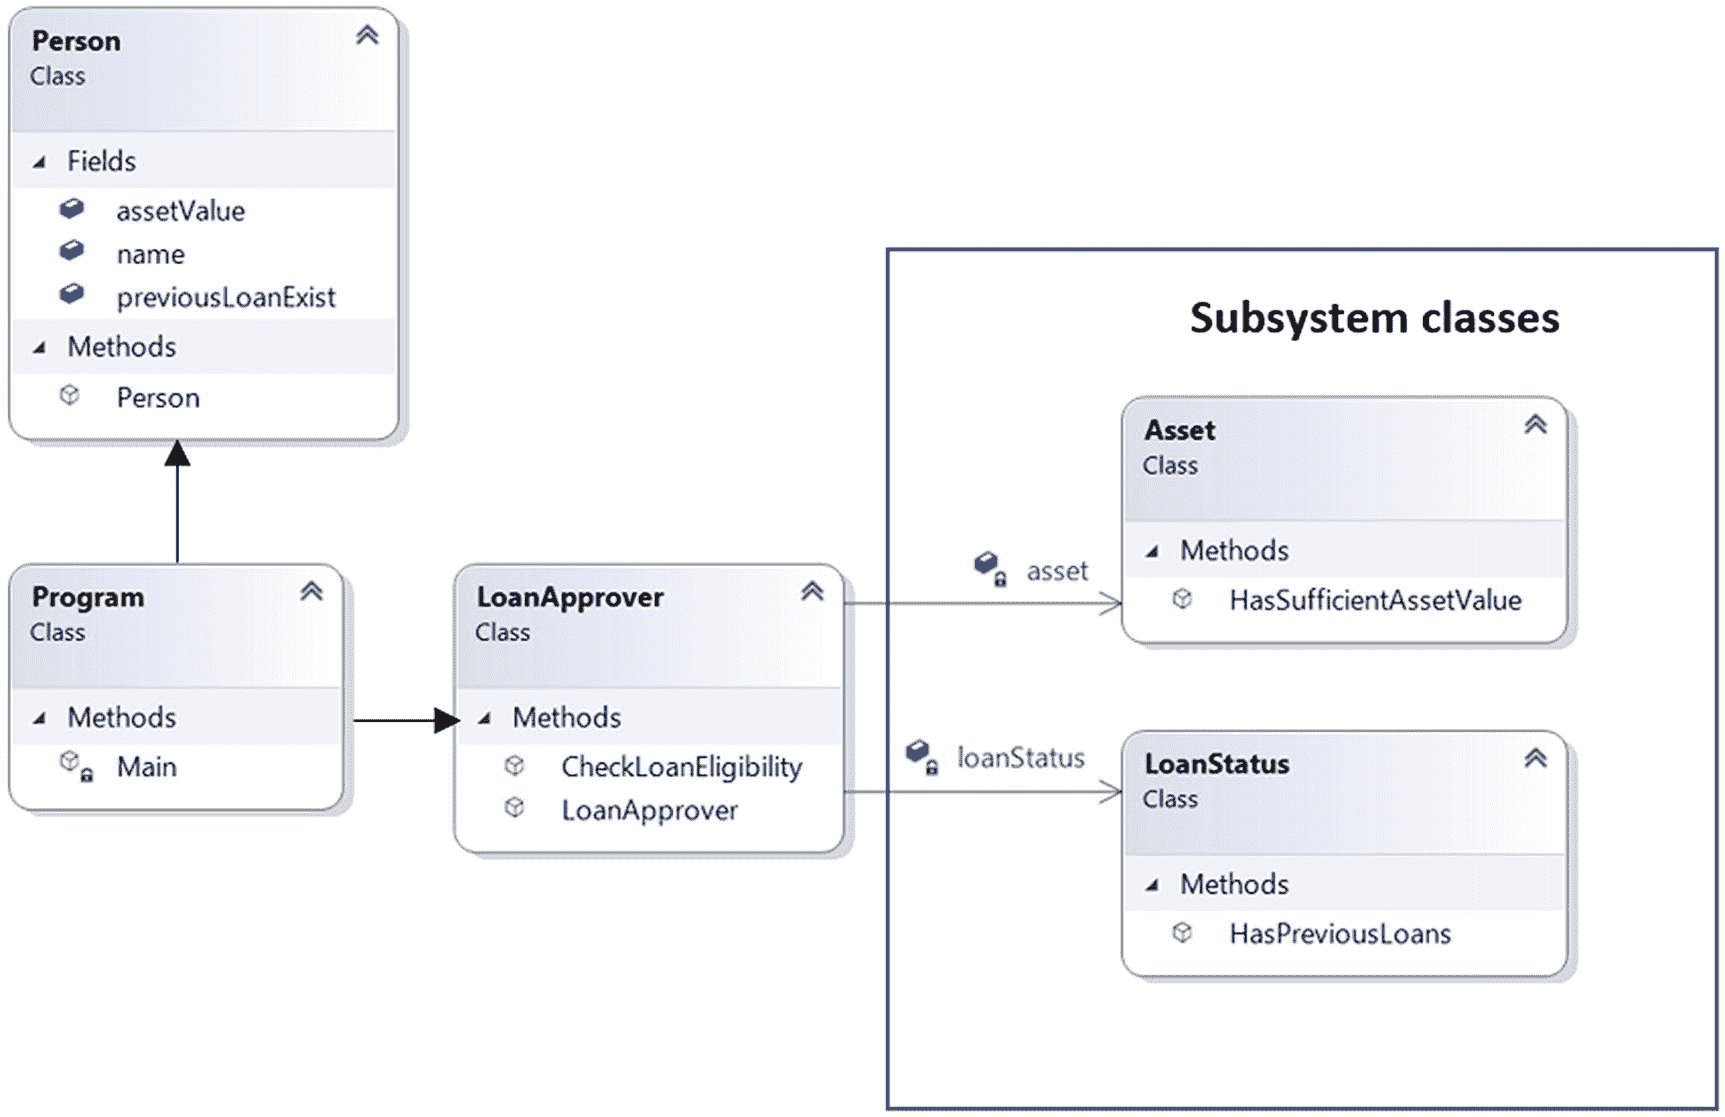 Person
Class
Fields
assetValue
name
previousLoanExist
Methods
Person
Program
Class
Methods
Main
LoanApprover
Class
Methods
CheckLoanEligibility
LoanApprover
Subsystem classes
asset
Asset
Class
Methods
HasSufficientAssetValue
loanStatus
LoanStatus
Class
Methods
HasPreviousLoans